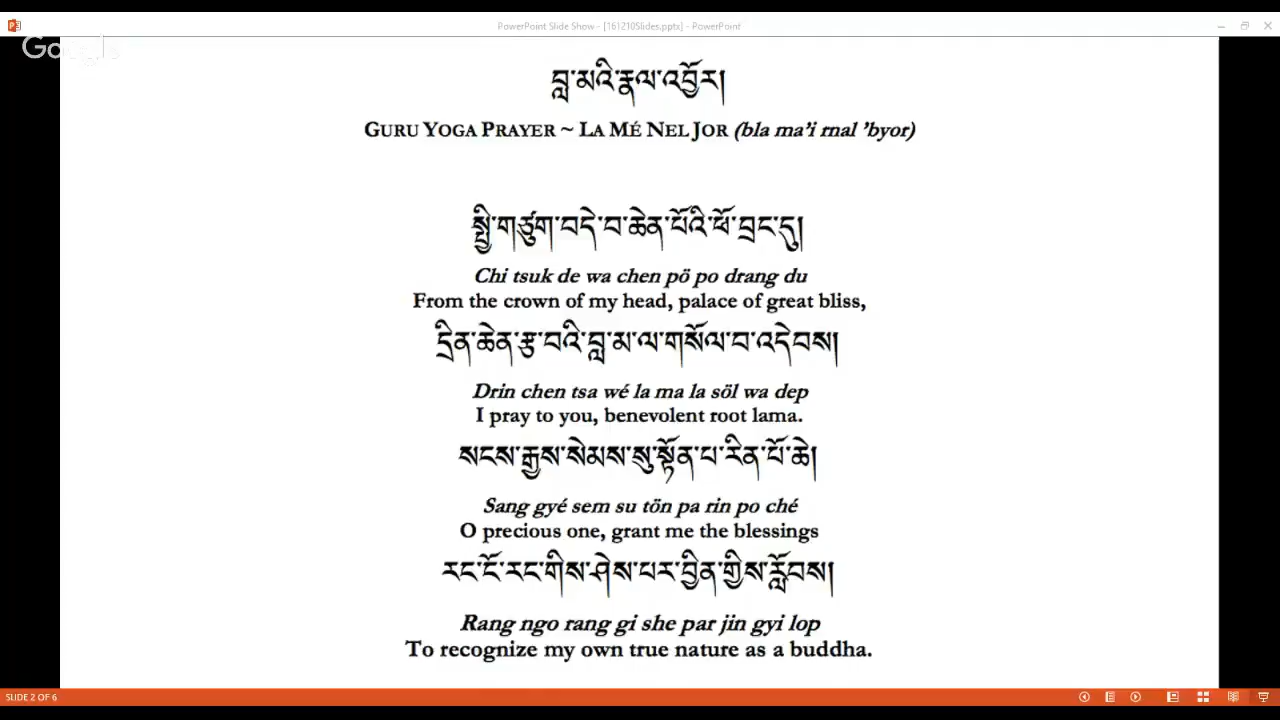 PowerPoint Slide Show - [16)210Slides.pptx] - PowerPoint
བླ་མའི་རྣལ་འབྱོར།
GURU YOGA PRAYER ~ LA MÉ NEL JOR (bla ma’i rnal ’byor)
སྤྱི་གཙུག་བདེ་བ་ཆེན་པོའི་ཕོ་བྲང་དུ།
Chi tsuk de wa chen pö po drang du
From the crown of my head, palace of great bliss,
དྲིན་ཆེན་རྩ་བའི་བླ་མ་ལ་གསོལ་བ་འདེབས།
Drin chen tsa wé la ma la söl wa dep
I pray to you, benevolent root lama.
སངས་རྒྱས་སེམས་སུ་སྟོན་པ་རིན་པོ་ཆེ།
Sang gyé sem su tön pa rin po ché
O precious one, grant me the blessings
རང་ངོ་རང་གིས་ཤེས་པར་བྱིན་གྱིས་རློབས།
Rang ngo rang gi she par jin gyi lop
To recognize my own true nature as a buddha.
SLIDE 2 OF 6